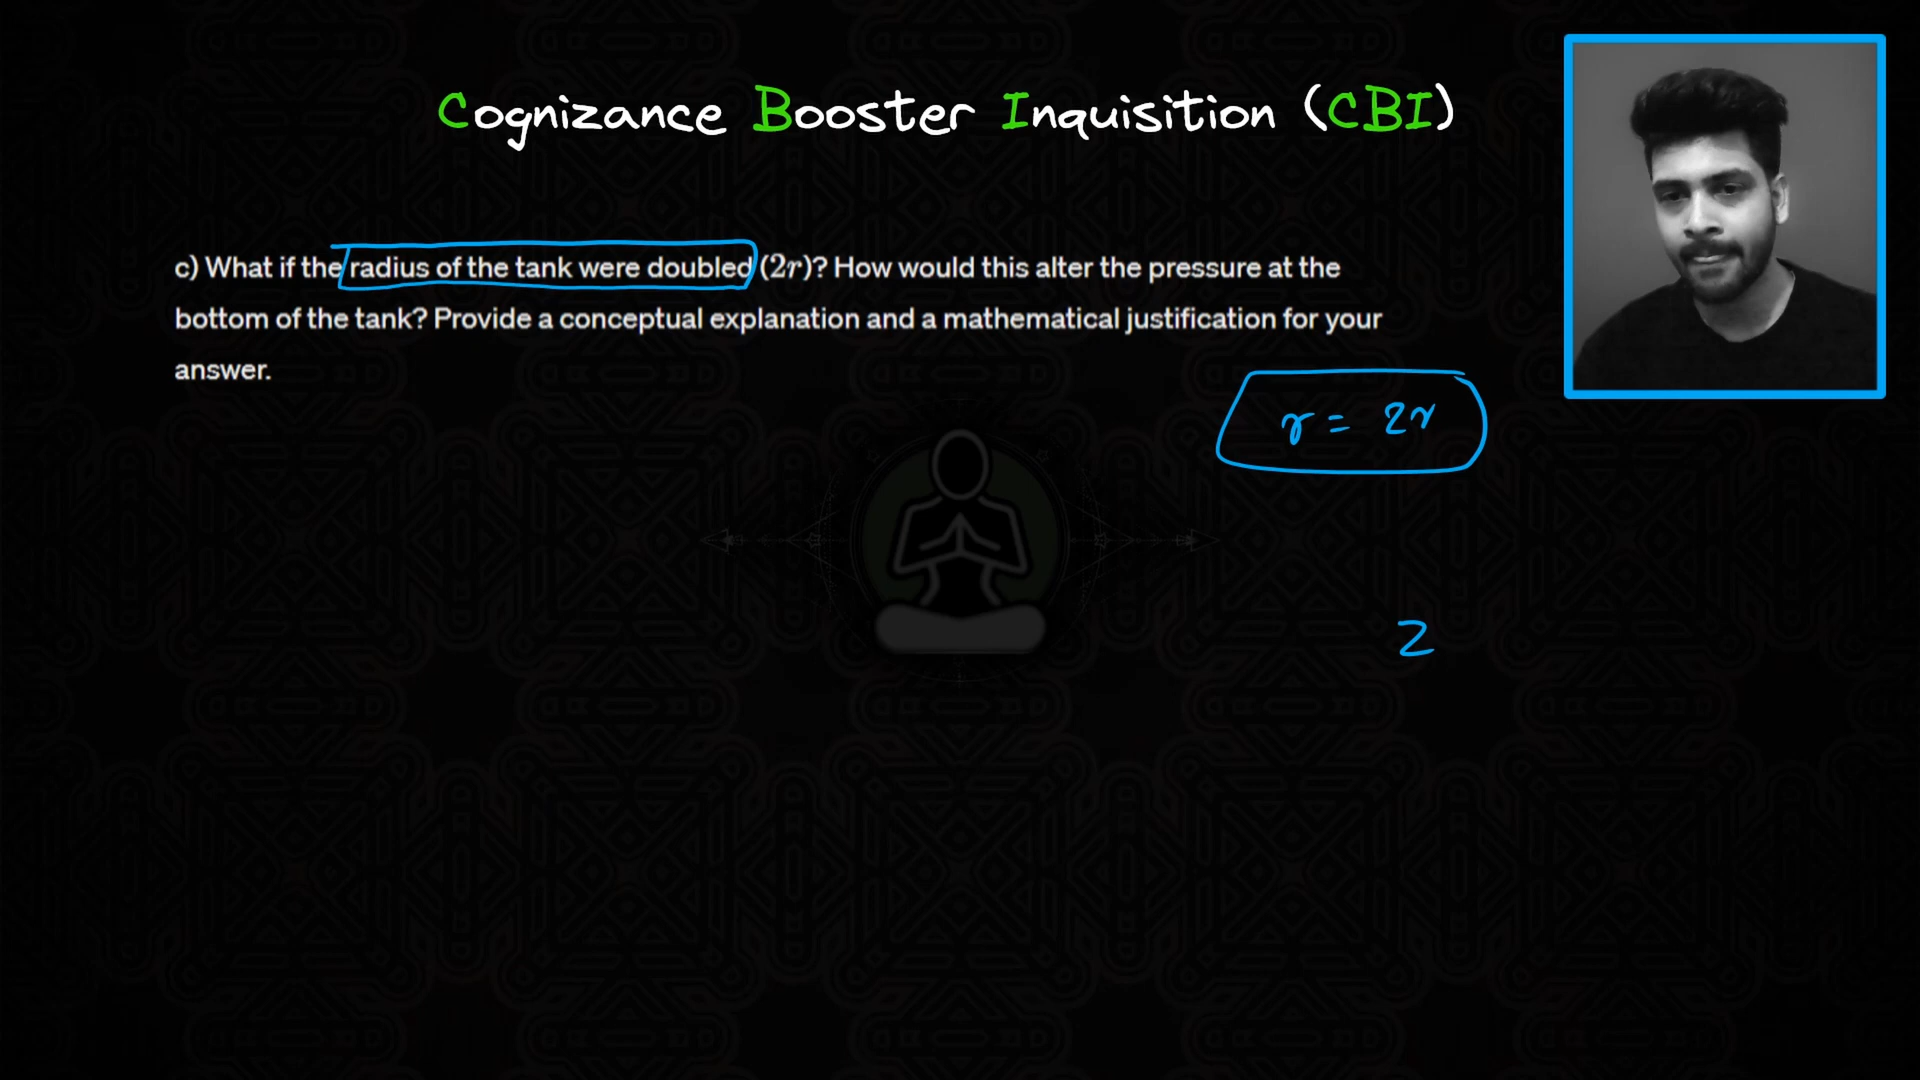 Cognizance Booster Inquisition (CBI)
c) What if the radius of the tank were doubled (2r)? How would this alter the pressure at the
bottom of the tank? Provide a conceptual explanation and a mathematical justification for your
answer.
r = 2r
2